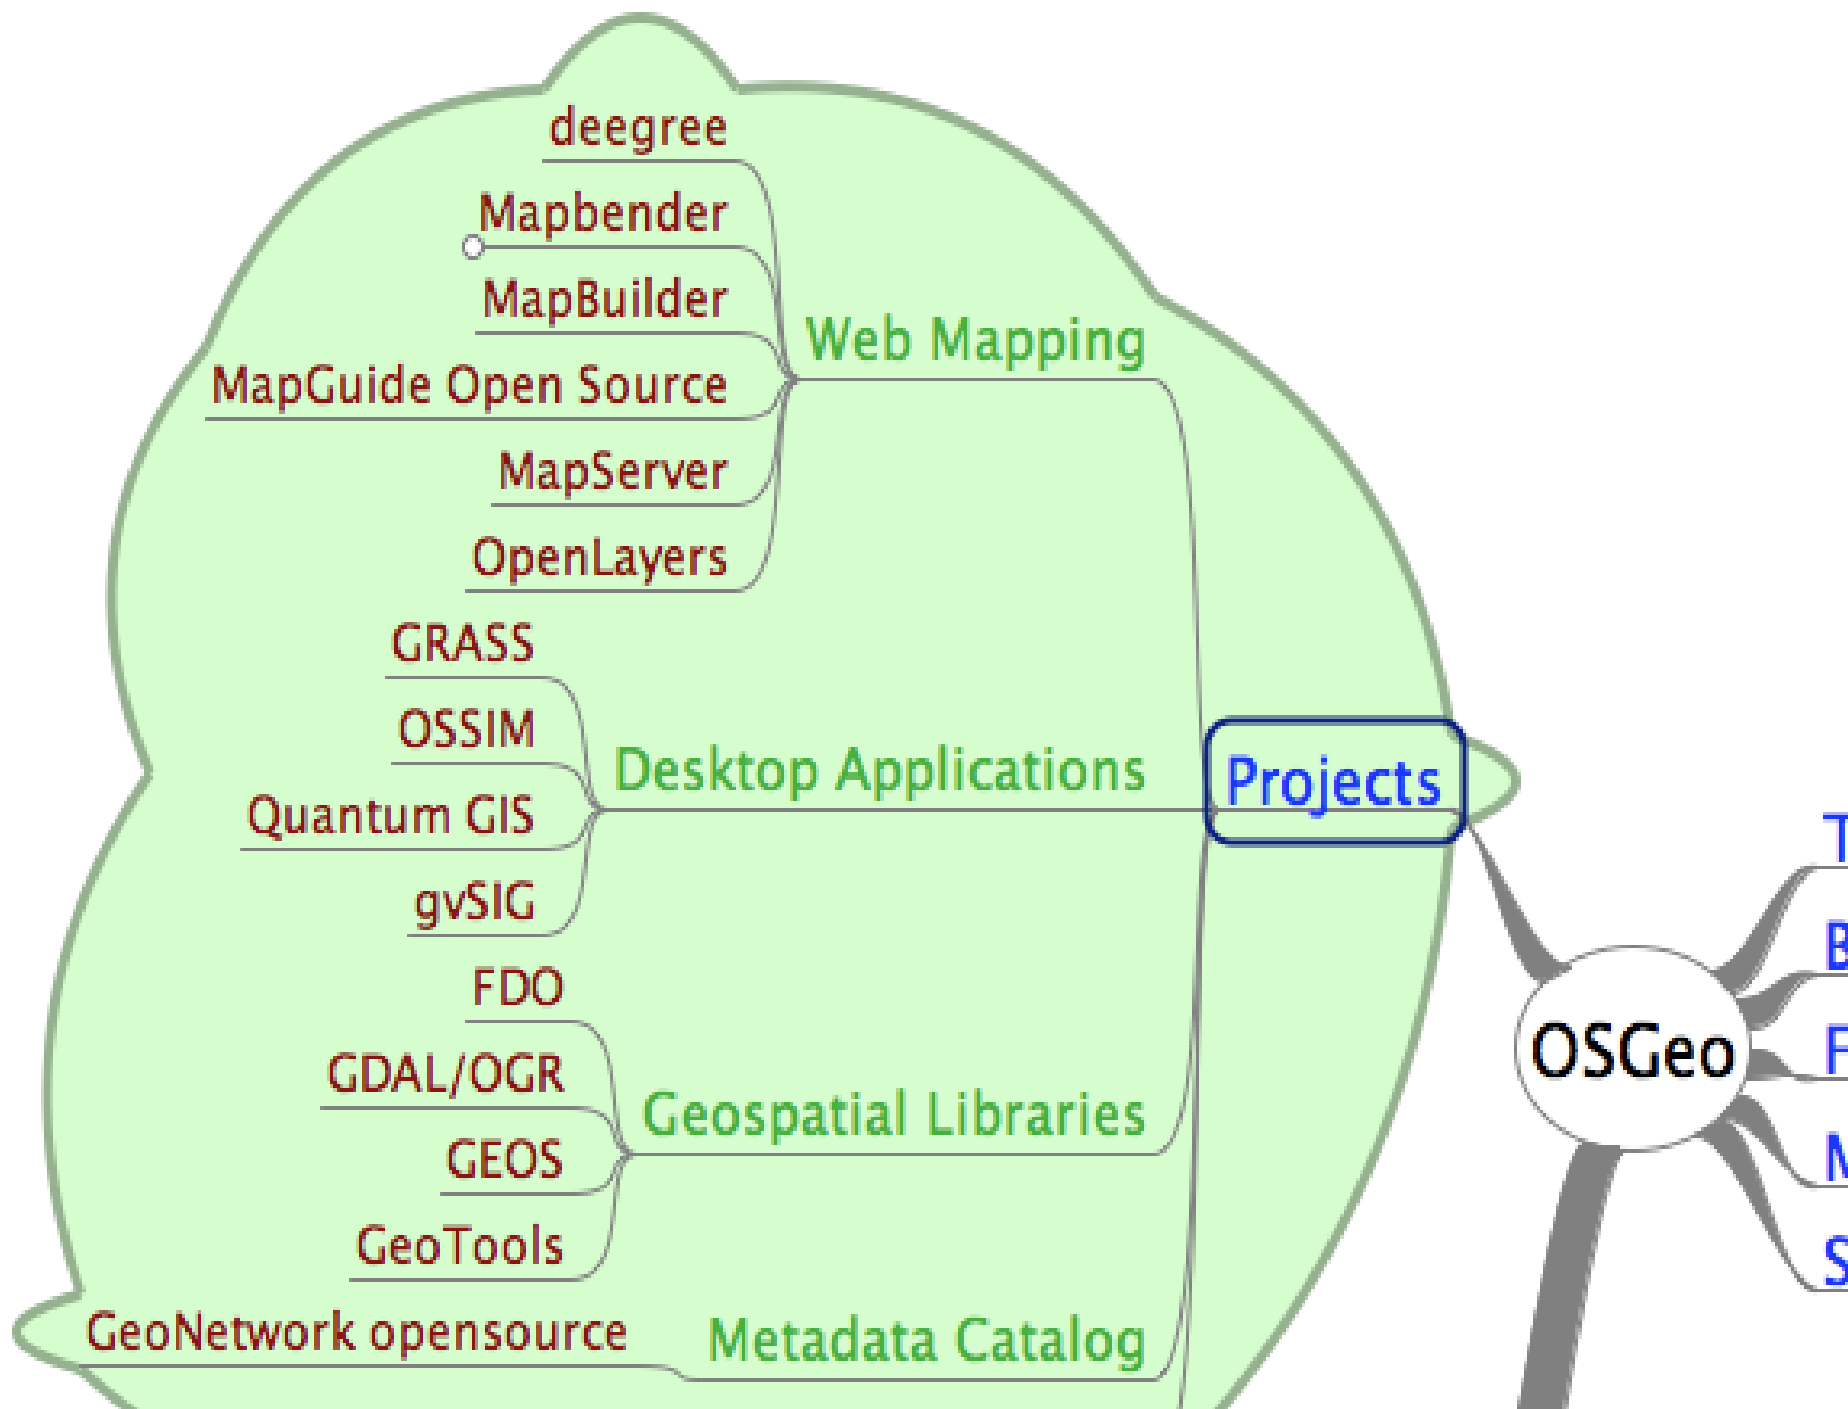 deegree
Mapbender
MapBuilder
MapGuide Open Source
MapServer
OpenLayers
Web Mapping
GRASS
OSSIM
Quantum GIS
gvSIG
Desktop Applications
Projects
FDO
GDAL/OGR
GEOS
GeoTools
Geospatial Libraries
GeoNetwork opensource
Metadata Catalog
OSGeo